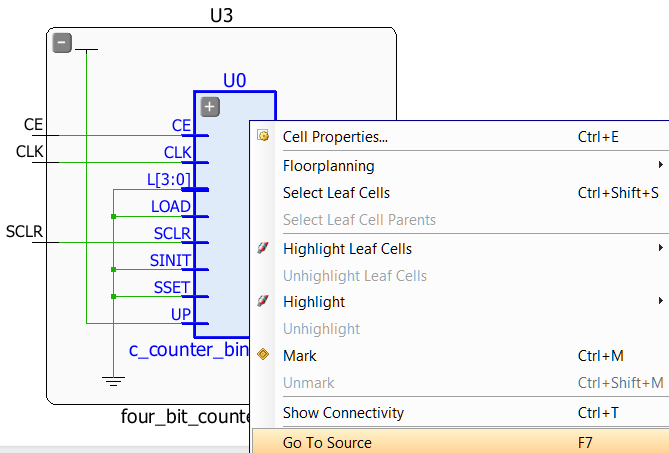 U3
U0
CE
CE
CLK
CLK
L[3:0]
LOAD
SCLR
SCLR
SINIT
SSET
UP
c_counter_bin
four_bit_counte
Cell Properties... Ctrl+E
Floorplanning
Select Leaf Cells Ctrl+Shift+S
Select Leaf Cell Parents
Highlight Leaf Cells
Unhighlight Leaf Cells
Highlight
Unhighlight
Mark Ctrl+M
Unmark Ctrl+Shift+M
Show Connectivity Ctrl+T
Go To Source F7